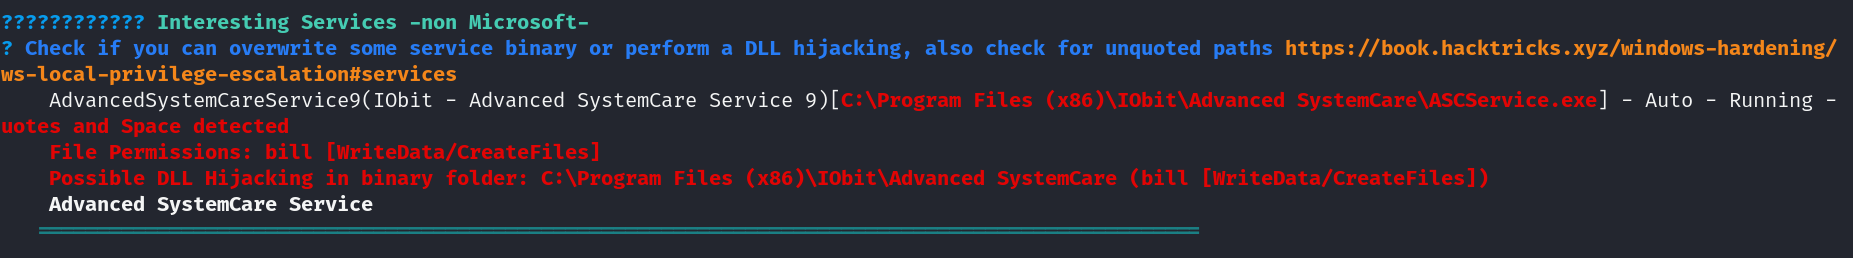 ???????????? Interesting Services -non Microsoft-
? Check if you can overwrite some service binary or perform a DLL hijacking, also check for unquoted paths https://book.hacktricks.xyz/windows-hardening/
ws-local-privilege-escalation#services
AdvancedSystemCareService9(IObit - Advanced SystemCare Service 9)[C:\Program Files (x86)\IObit\Advanced SystemCare\ASCService.exe] - Auto - Running -
uotes and Space detected
File Permissions: bill [WriteData/CreateFiles]
Possible DLL Hijacking in binary folder: C:\Program Files (x86)\IObit\Advanced SystemCare (bill [WriteData/CreateFiles])
Advanced SystemCare Service